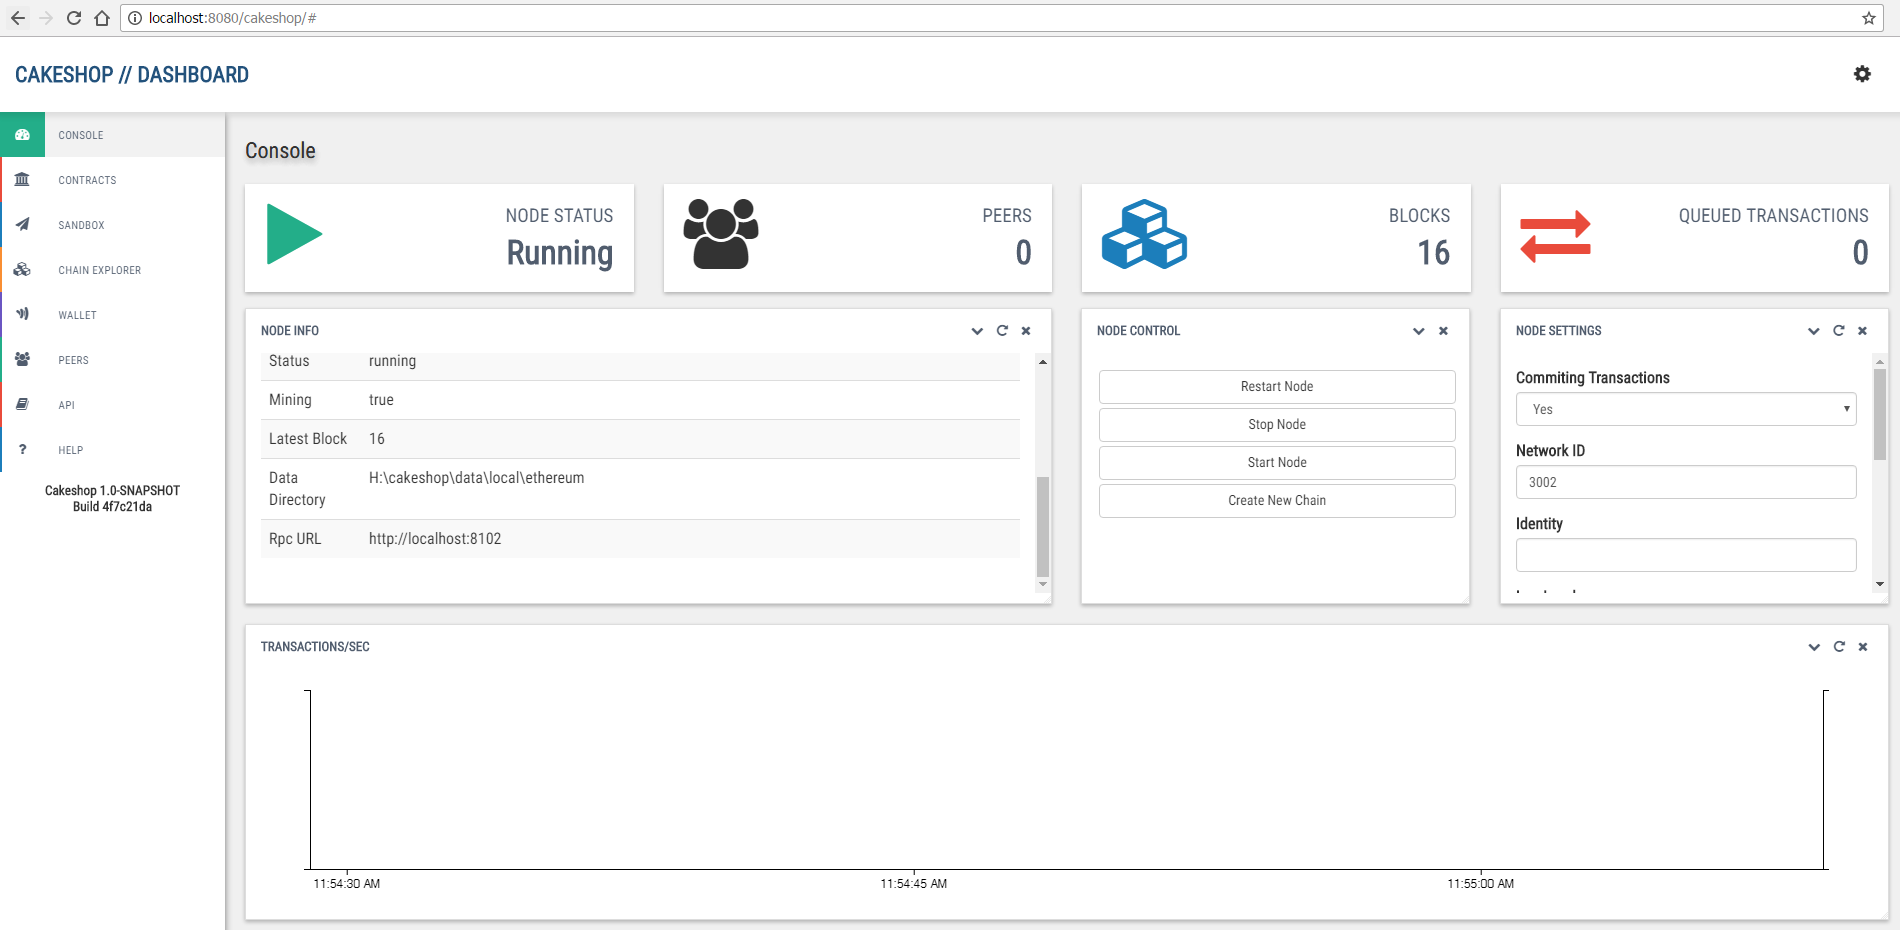 localhost:8080/cakeshop/#
CAKESHOP // DASHBOARD
CONSOLE
CONTRACTS
SANDBOX
CHAIN EXPLORER
WALLET
PEERS
API
? HELP
Cakeshop 1.0-SNAPSHOT
Build 4f7c21da
Console
NODE STATUS
Running
PEERS
0
BLOCKS
16
QUEUED TRANSACTIONS
0
NODE INFO
Status running
Mining true
Latest Block 16
Data H:\cakeshop\data\local\ethereum
Directory
Rpc URL http://localhost:8102
NODE CONTROL
Restart Node
Stop Node
Start Node
Create New Chain
NODE SETTINGS
Commiting Transactions
Yes
Network ID
3002
Identity
TRANSACTIONS/SEC
11:54:30 AM 11:54:45 AM 11:55:00 AM